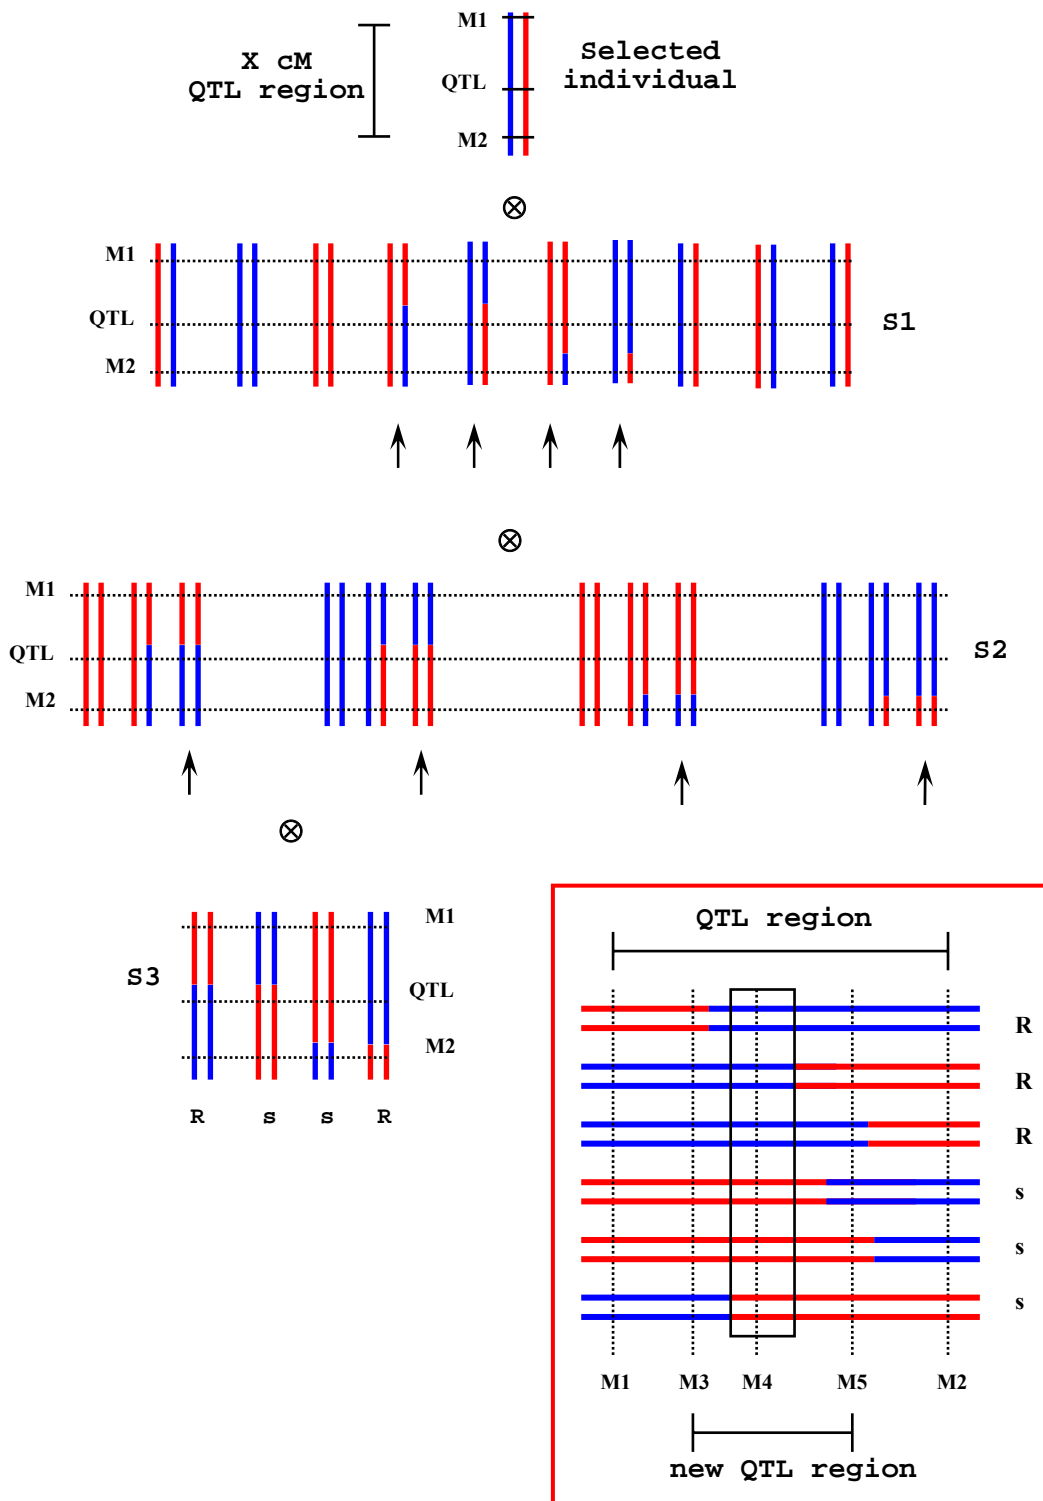 M1
X cM
QTL region
QTL
M2
Selected
individual
M1
QTL
M2
S1
M1
QTL
M2
S2
S3
M1
QTL
M2
R s s R
QTL region
R
R
R
s
s
s
M1 M3 M4 M5 M2
new QTL region